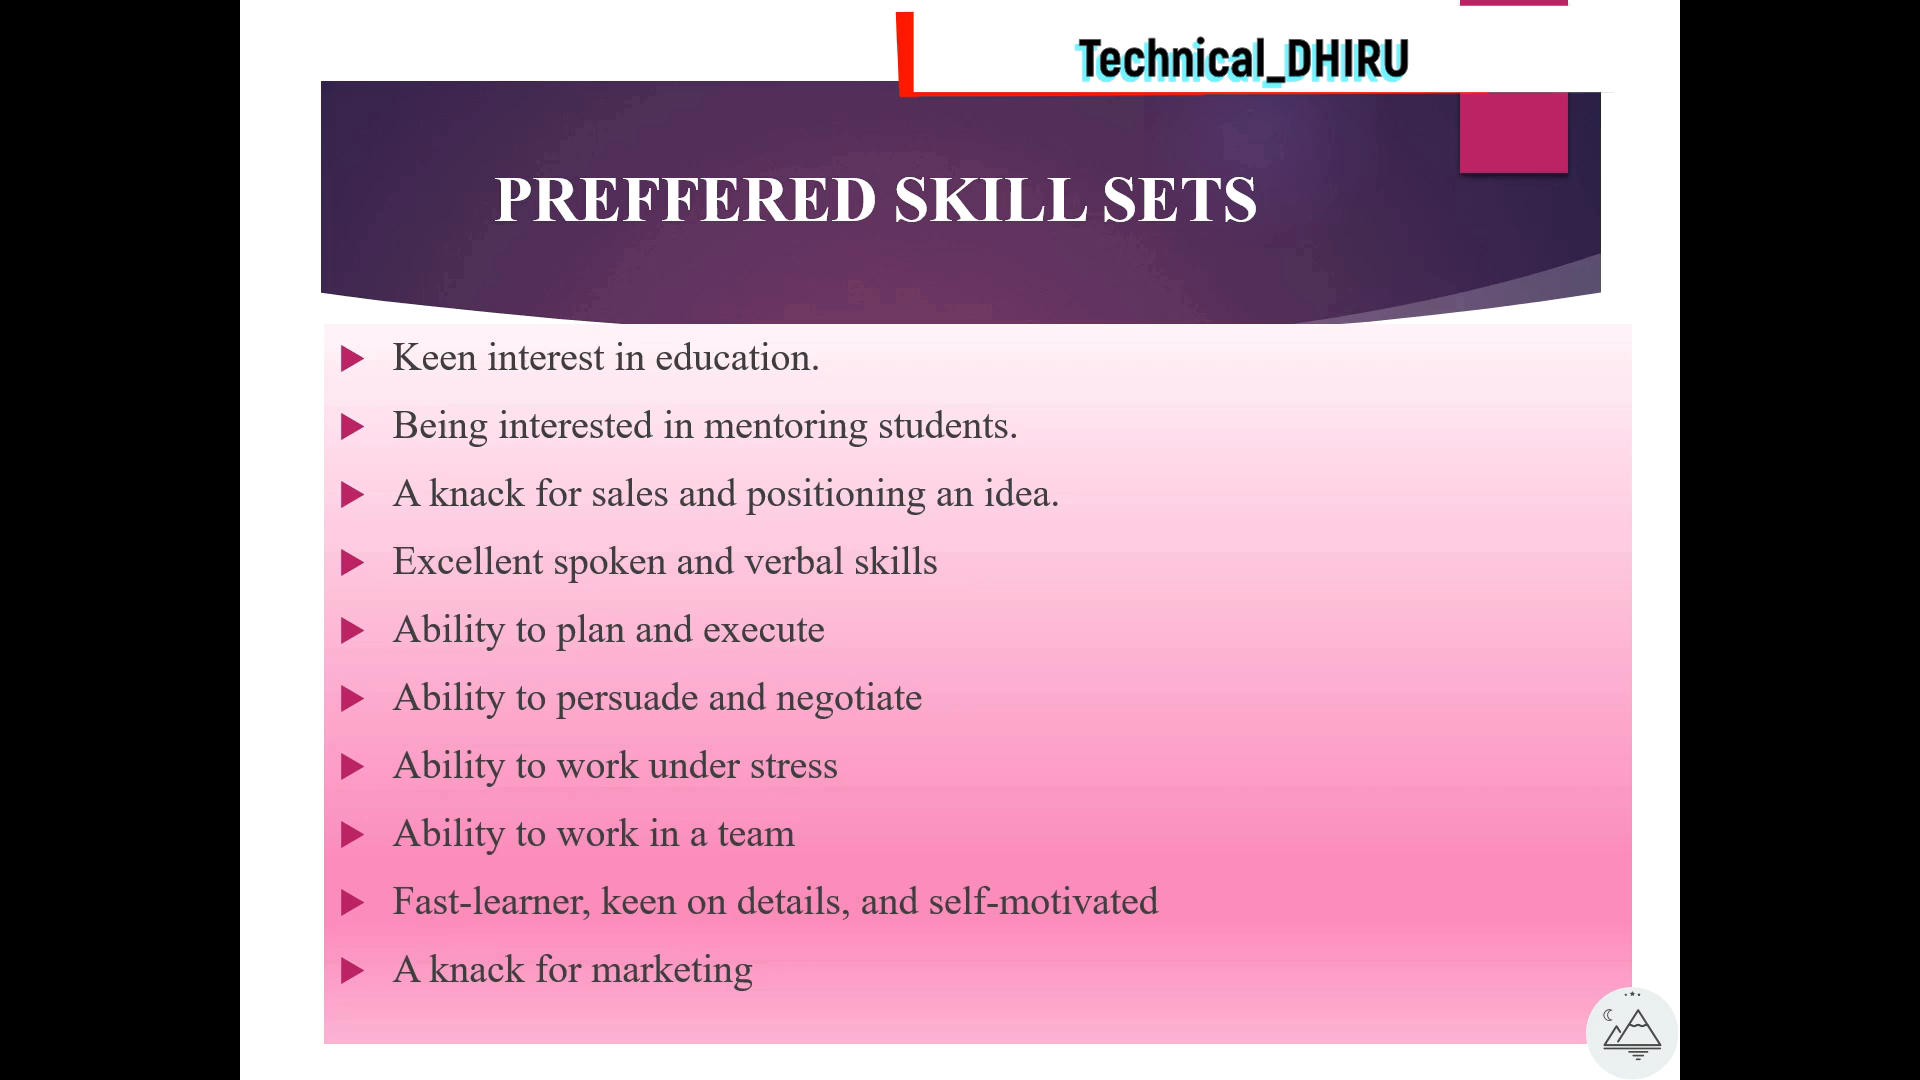 Technical_DHIRU
PREFFERED SKILL SETS
Keen interest in education.
Being interested in mentoring students.
A knack for sales and positioning an idea.
Excellent spoken and verbal skills
Ability to plan and execute
Ability to persuade and negotiate
Ability to work under stress
Ability to work in a team
Fast-learner, keen on details, and self-motivated
A knack for marketing